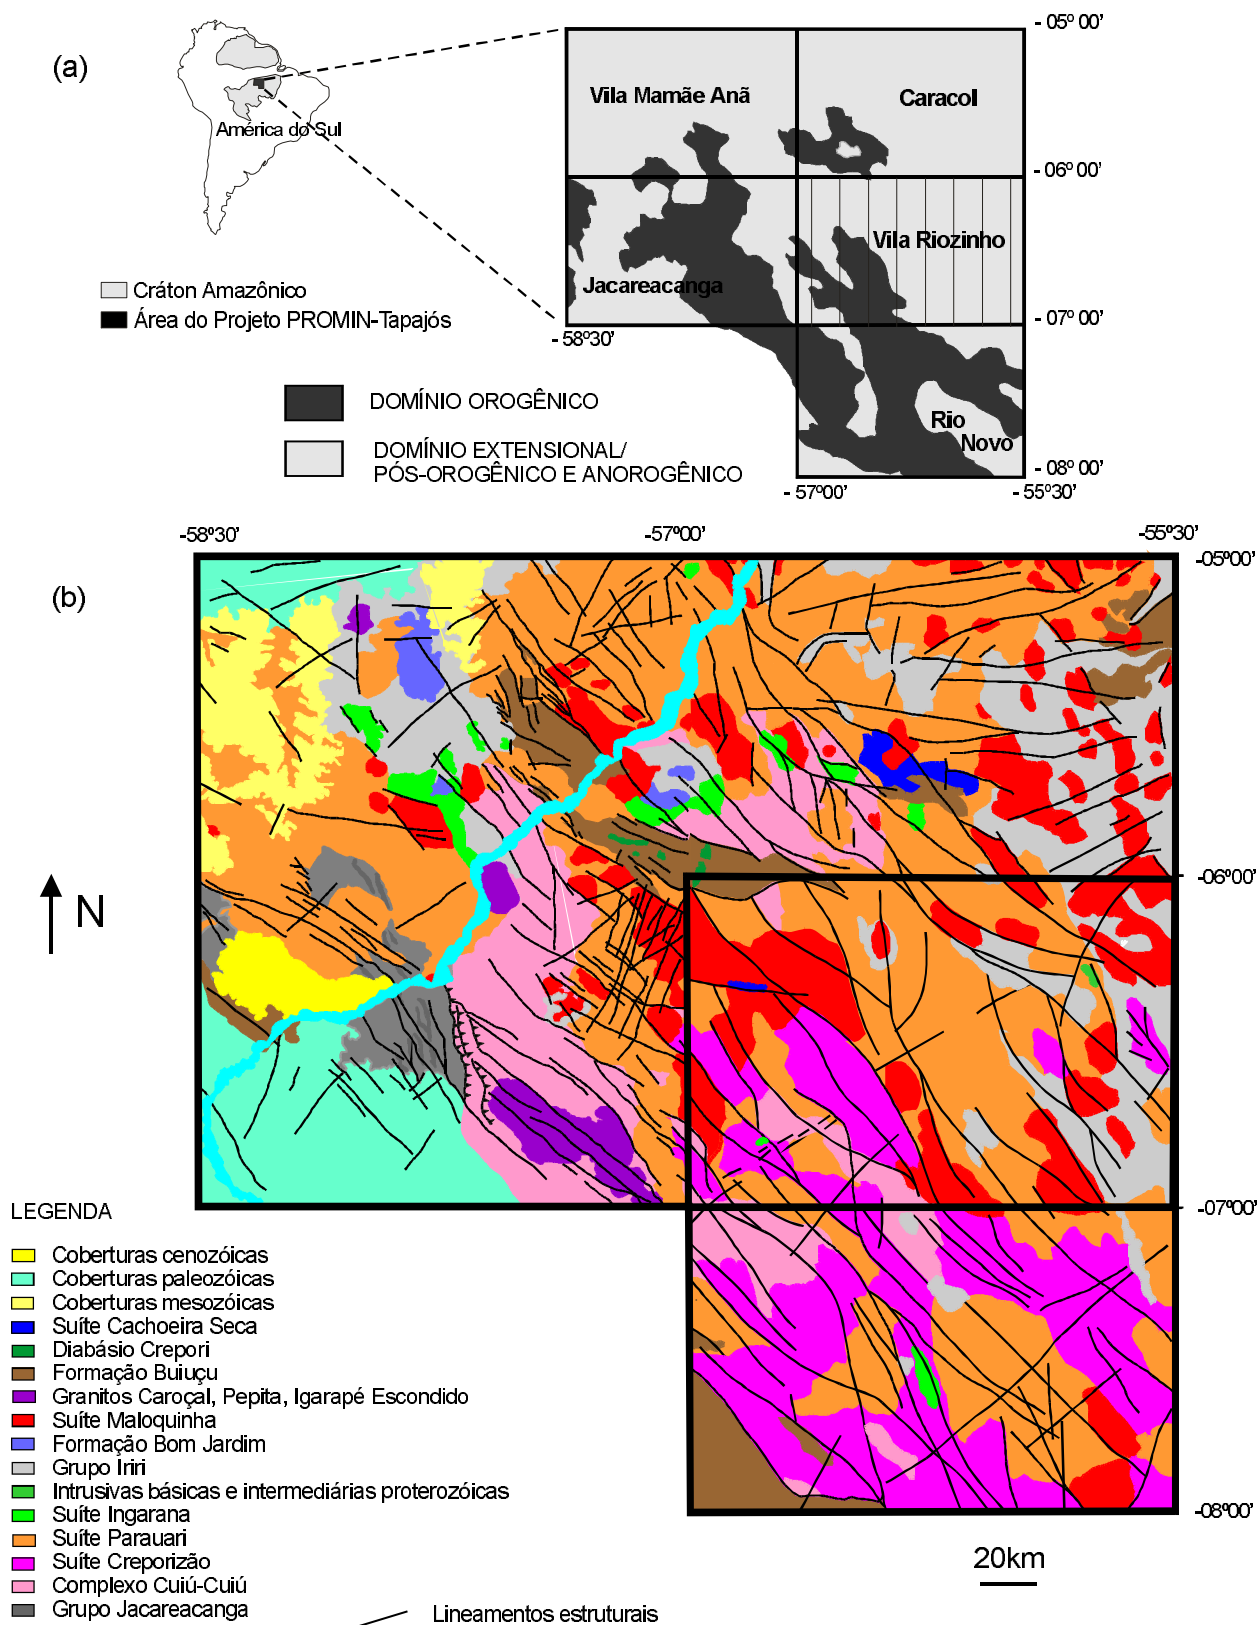 (a)
América do Sul
Cráton Amazônico
Área do Projeto PROMIN-Tapajós
Vila Mamãe Anã
Caracol
Vila Riozinho
Jacareacanga
Rio
Novo
- 05º 00'
- 06º 00'
- 07º 00'
- 08º 00'
- 58º30'
- 57º00'
- 55º30'
DOMÍNIO OROGÊNICO
DOMÍNIO EXTENSIONAL/
PÓS-OROGÊNICO E ANOROGÊNICO
(b)
-58º30'
-57º00'
-55º30'
-05º00'
-06º00'
-07º00'
-08º00'
N
LEGENDA
Coberturas cenozóicas
Coberturas paleozóicas
Coberturas mesozóicas
Suíte Cachoeira Seca
Diabásio Crepori
Formação Buiuçu
Granitos Caroçal, Pepita, Igarapé Escondido
Suíte Maloquinha
Formação Bom Jardim
Grupo Iriri
Intrusivas básicas e intermediárias proterozóicas
Suíte Ingarana
Suíte Parauari
Suíte Creporizão
Complexo Cuiú-Cuiú
Grupo Jacareacanga
Lineamentos estruturais
20km